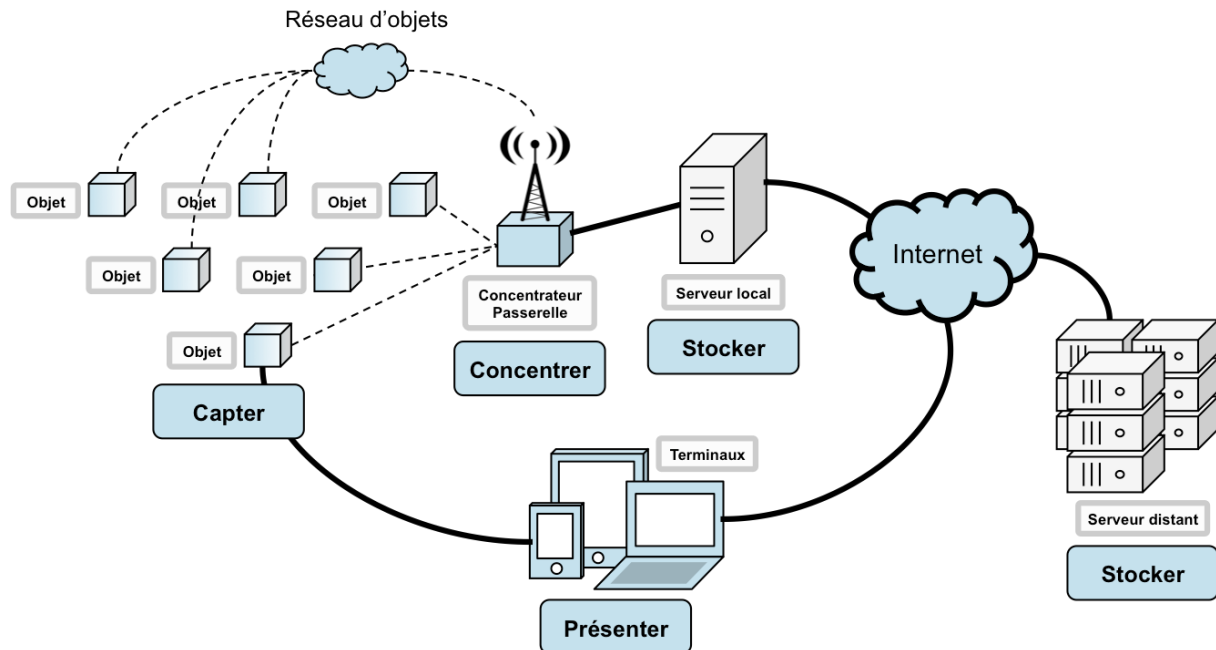 Réseau d'objets
Objet
Objet
Objet
Objet
Objet
Objet
Concentrateur
Passerelle
Serveur local
Internet
Concentrer
Stocker
Capter
Terminaux
Serveur distant
Stocker
Présenter